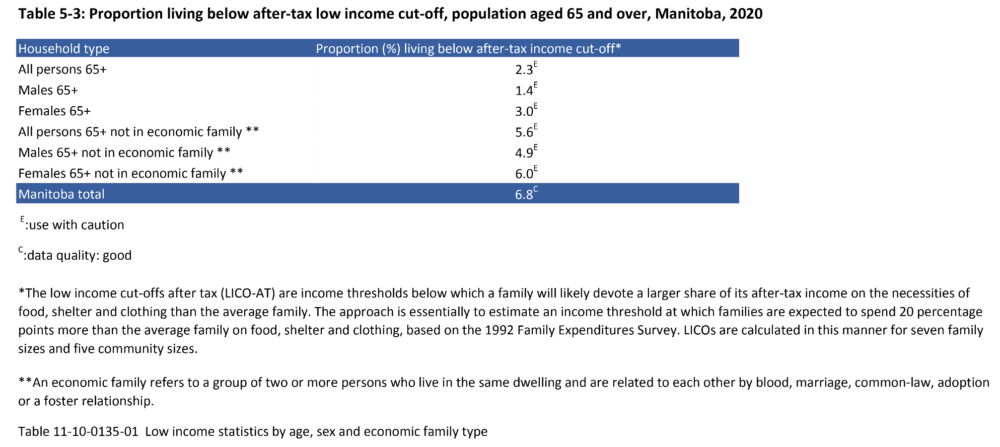 Table 5-3: Proportion living below after-tax low income cut-off, population aged 65 and over, Manitoba, 2020
Household type Proportion (%) living below after-tax income cut-off*
All persons 65+ 2.3E
Males 65+ 1.4E
Females 65+ 3.0E
All persons 65+ not in economic family ** 5.6E
Males 65+ not in economic family ** 4.9E
Females 65+ not in economic family ** 6.0E
Manitoba total 6.8C
E:use with caution
C:data quality: good
*The low income cut-offs after tax (LICO-AT) are income thresholds below which a family will likely devote a larger share of its after-tax income on the necessities of
food, shelter and clothing than the average family. The approach is essentially to estimate an income threshold at which families are expected to spend 20 percentage
points more than the average family on food, shelter and clothing, based on the 1992 Family Expenditures Survey. LICOs are calculated in this manner for seven family
sizes and five community sizes.
**An economic family refers to a group of two or more persons who live in the same dwelling and are related to each other by blood, marriage, common-law, adoption
or a foster relationship.
Table 11-10-0135-01  Low income statistics by age, sex and economic family type